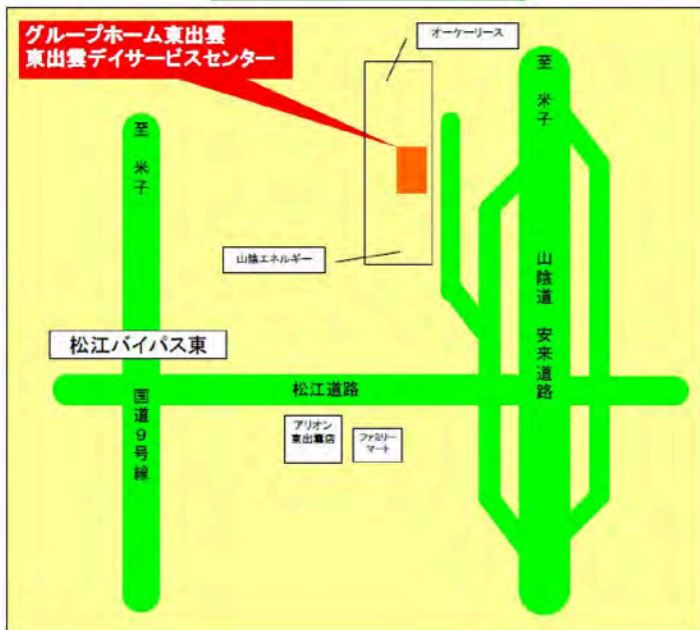 グループホーム東出雲
東出雲デイサービスセンター
オーケーリース
至 米子
至 米子
山陰エネルギー
山陰道 安来道路
松江バイパス東
松江道路
国道9号線
アリオン
東出雲店
ファミリー
マート